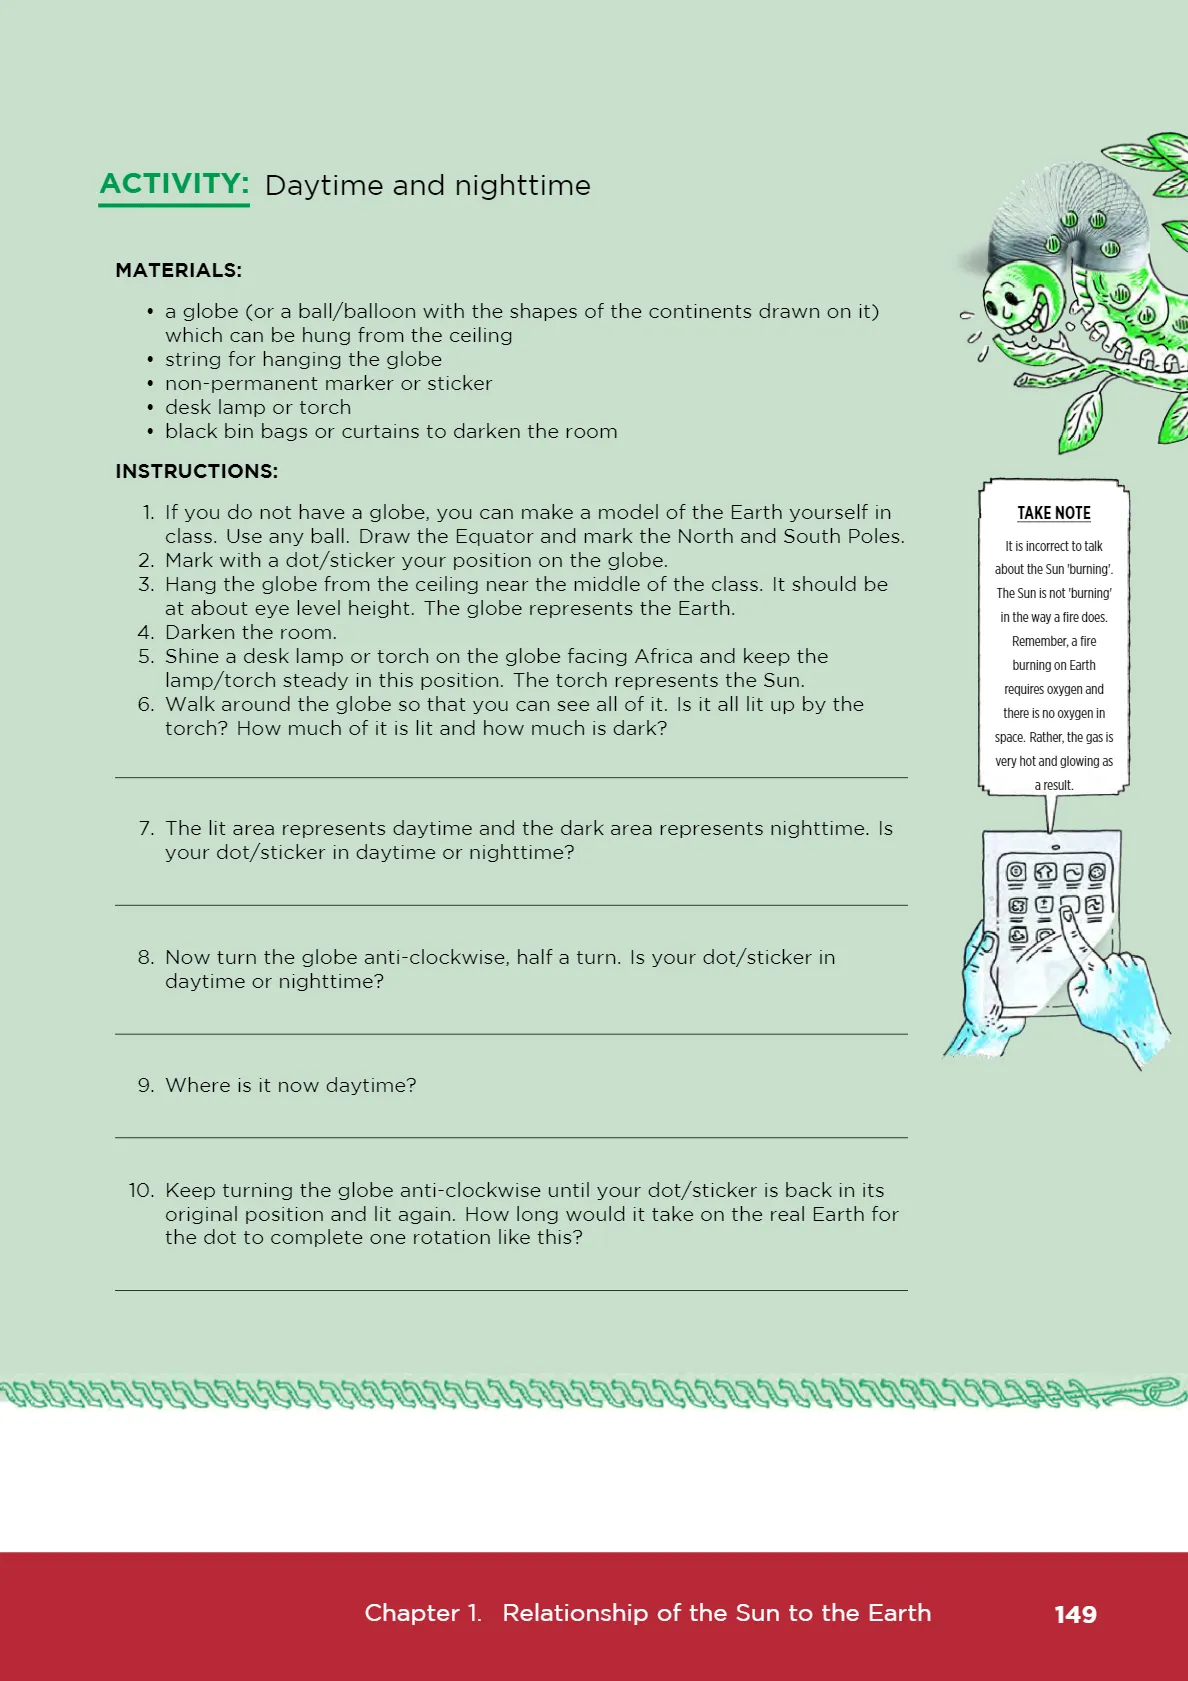 ACTIVITY: Daytime and nighttime
MATERIALS:
• a globe (or a ball/balloon with the shapes of the continents drawn on it)
which can be hung from the ceiling
• string for hanging the globe
• non-permanent marker or sticker
• desk lamp or torch
• black bin bags or curtains to darken the room
INSTRUCTIONS:
1. If you do not have a globe, you can make a model of the Earth yourself in
class. Use any ball. Draw the Equator and mark the North and South Poles.
2. Mark with a dot/sticker your position on the globe.
3. Hang the globe from the ceiling near the middle of the class. It should be
at about eye level height. The globe represents the Earth.
4. Darken the room.
5. Shine a desk lamp or torch on the globe facing Africa and keep the
lamp/torch steady in this position. The torch represents the Sun.
6. Walk around the globe so that you can see all of it. Is it all lit up by the
torch? How much of it is lit and how much is dark?
7. The lit area represents daytime and the dark area represents nighttime. Is
your dot/sticker in daytime or nighttime?
8. Now turn the globe anti-clockwise, half a turn. Is your dot/sticker in
daytime or nighttime?
9. Where is it now daytime?
10. Keep turning the globe anti-clockwise until your dot/sticker is back in its
original position and lit again. How long would it take on the real Earth for
the dot to complete one rotation like this?
TAKE NOTE
It is incorrect to talk
about the Sun 'burning'.
The Sun is not 'burning'
in the way a fire does.
Remember, a fire
burning on Earth
requires oxygen and
there is no oxygen in
space. Rather, the gas is
very hot and glowing as
a result.
Chapter 1. Relationship of the Sun to the Earth
149